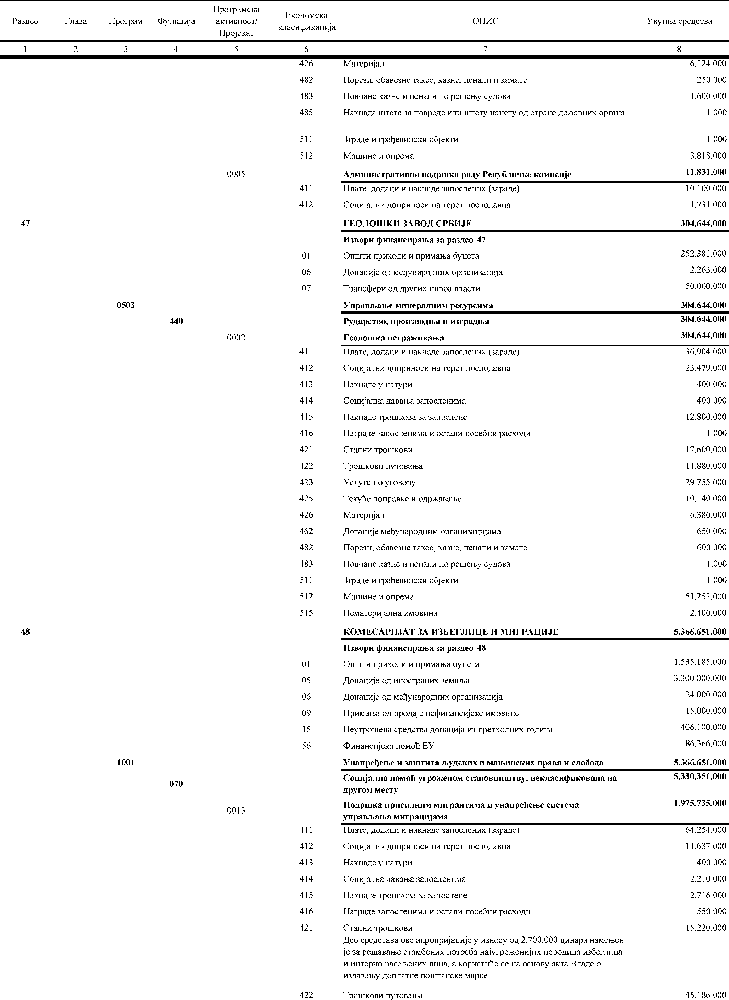 Раздео Глава Програм Функција Програмска активност/ Пројекат Економска класификација ОПИС Укупна средства
1 2 3 4 5 6 7 8
426 Материјал 6.124.000
482 Порези, обавезне таксе, казне, пенали и камате 250.000
483 Новчане казне и пенали по решењу судова 1.600.000
485 Накнада штете за повреде или штету нанету од стране државних органа 1.000
511 Зграде и грађевински објекти 1.000
512 Машине и опрема 3.818.000
0005 Административна подршка раду Републичке комисије 11.831.000
411 Плате, додаци и накнаде запослених (зараде) 10.100.000
412 Социјални доприноси на терет послодавца 1.731.000
47 ГЕОЛОШКИ ЗАВОД СРБИЈЕ 304.644.000
Извори финансирања за раздео 47
01 Општи приходи и примања буџета 252.381.000
06 Донације од међународних организација 2.263.000
07 Трансфери од других нивоа власти 50.000.000
0503 Управљање минералним ресурсима 304.644.000
440 Рударство, производња и изградња 304.644.000
0002 Геолошка истраживања 304.644.000
411 Плате, додаци и накнаде запослених (зараде) 136.904.000
412 Социјални доприноси на терет послодавца 23.479.000
413 Накнаде у натури 400.000
414 Социјална давања запосленима 400.000
415 Накнаде трошкова за запослене 12.800.000
416 Награде запосленима и остали посебни расходи 1.000
421 Стални трошкови 17.600.000
422 Трошкови путовања 11.880.000
423 Услуге по уговору 29.755.000
425 Текуће поправке и одржавање 10.140.000
426 Материјал 6.380.000
462 Дотације међународним организацијама 650.000
482 Порези, обавезне таксе, казне, пенали и камате 600.000
483 Новчане казне и пенали по решењу судова 1.000
511 Зграде и грађевински објекти 1.000
512 Машине и опрема 51.253.000
515 Нематеријална имовина 2.400.000
48 КОМЕСАРИЈАТ ЗА ИЗБЕГЛИЦЕ И МИГРАЦИЈЕ 5.366.651.000
Извори финансирања за раздео 48
01 Општи приходи и примања буџета 1.535.185.000
05 Донације од иностраних земаља 3.300.000.000
06 Донације од међународних организација 24.000.000
09 Примања од продаје нефинансијске имовине 15.000.000
15 Неутрошена средства донација из претходних година 406.100.000
56 Финансијска помоћ ЕУ 86.366.000
1001 Унапређење и заштита људских и мањинских права и слобода 5.366.651.000
070 Социјална помоћ угроженом становништву, некласификована на 5.330.351.000
другом месту
0013 Подршка присилним мигрантима и унапређење система 1.975.735.000
управљања миграцијама
411 Плате, додаци и накнаде запослених (зараде) 64.254.000
412 Социјални доприноси на терет послодавца 11.637.000
413 Накнаде у натури 400.000
414 Социјална давања запосленима 2.210.000
415 Накнаде трошкова за запослене 2.716.000
416 Награде запосленима и остали посебни расходи 550.000
421 Стални трошкови 15.220.000
Део средстава ове апропријације у износу од 2.700.000 динара намењен
је за решавање стамбених потреба најугроженијих породица избеглица
и интерно расељених лица, а користиће се на основу акта Владе о
издавању доплатне поштанске марке
422 Трошкови путовања 45.186.000